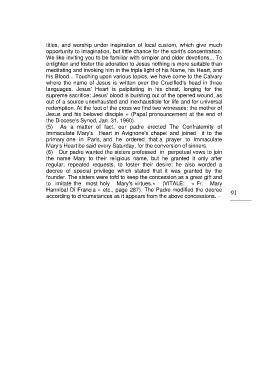 ities, and worship under inspiration of local custom, which give much
opportunity to imagination, but little chance for the spirit's concentration.
We like inviting you to be familiar with simpler and older devotions... To
enlighten and foster the adoration to Jesus nothing is more suitable than
meditating and invoking him in the triple light of his Name, his Heart, and
his Blood... Touching upon various topics, we have come to the Calvary
where the name of Jesus is written over the Crucified's head in three
languages. Jesus' Heart is palpitating in his chest, longing for the
supreme sacrifice: Jesus' blood is bursting out of the opened wound, as
out of a source unexhausted and inexhaustible for life and for universal
redemption. At the foot of the cross we find two witnesses: the mother of
Jesus and his beloved disciple » (Papal pronouncement at the end of
the Diocese's Synod, Jan. 31, 1960).
(5) As a matter of fact, our padre erected The Confraternity of
Immaculate Mary's Heart in Avignone's chapel and joined it to the
primary one in Paris, and he ordered that a prayer to Immaculate
Mary's Heart be said every Saturday, for the conversion of sinners.
(6) Our padre wanted the sisters professed in perpetual vows to join
the name Mary to their religious name, but he granted it only after
regular, repeated requests, to foster their desire; he also worded a
decree of special privilege which stated that it was granted by the
founder. The sisters were told to keep the concession as a great gift and
to imitate the most holy Mary's virtues.» (VITALE: « Fr. Mary
Hannibal Di Francia » etc., page 287). The Padre modified the decree
according to circumstances as it appears from the above concessions.
91